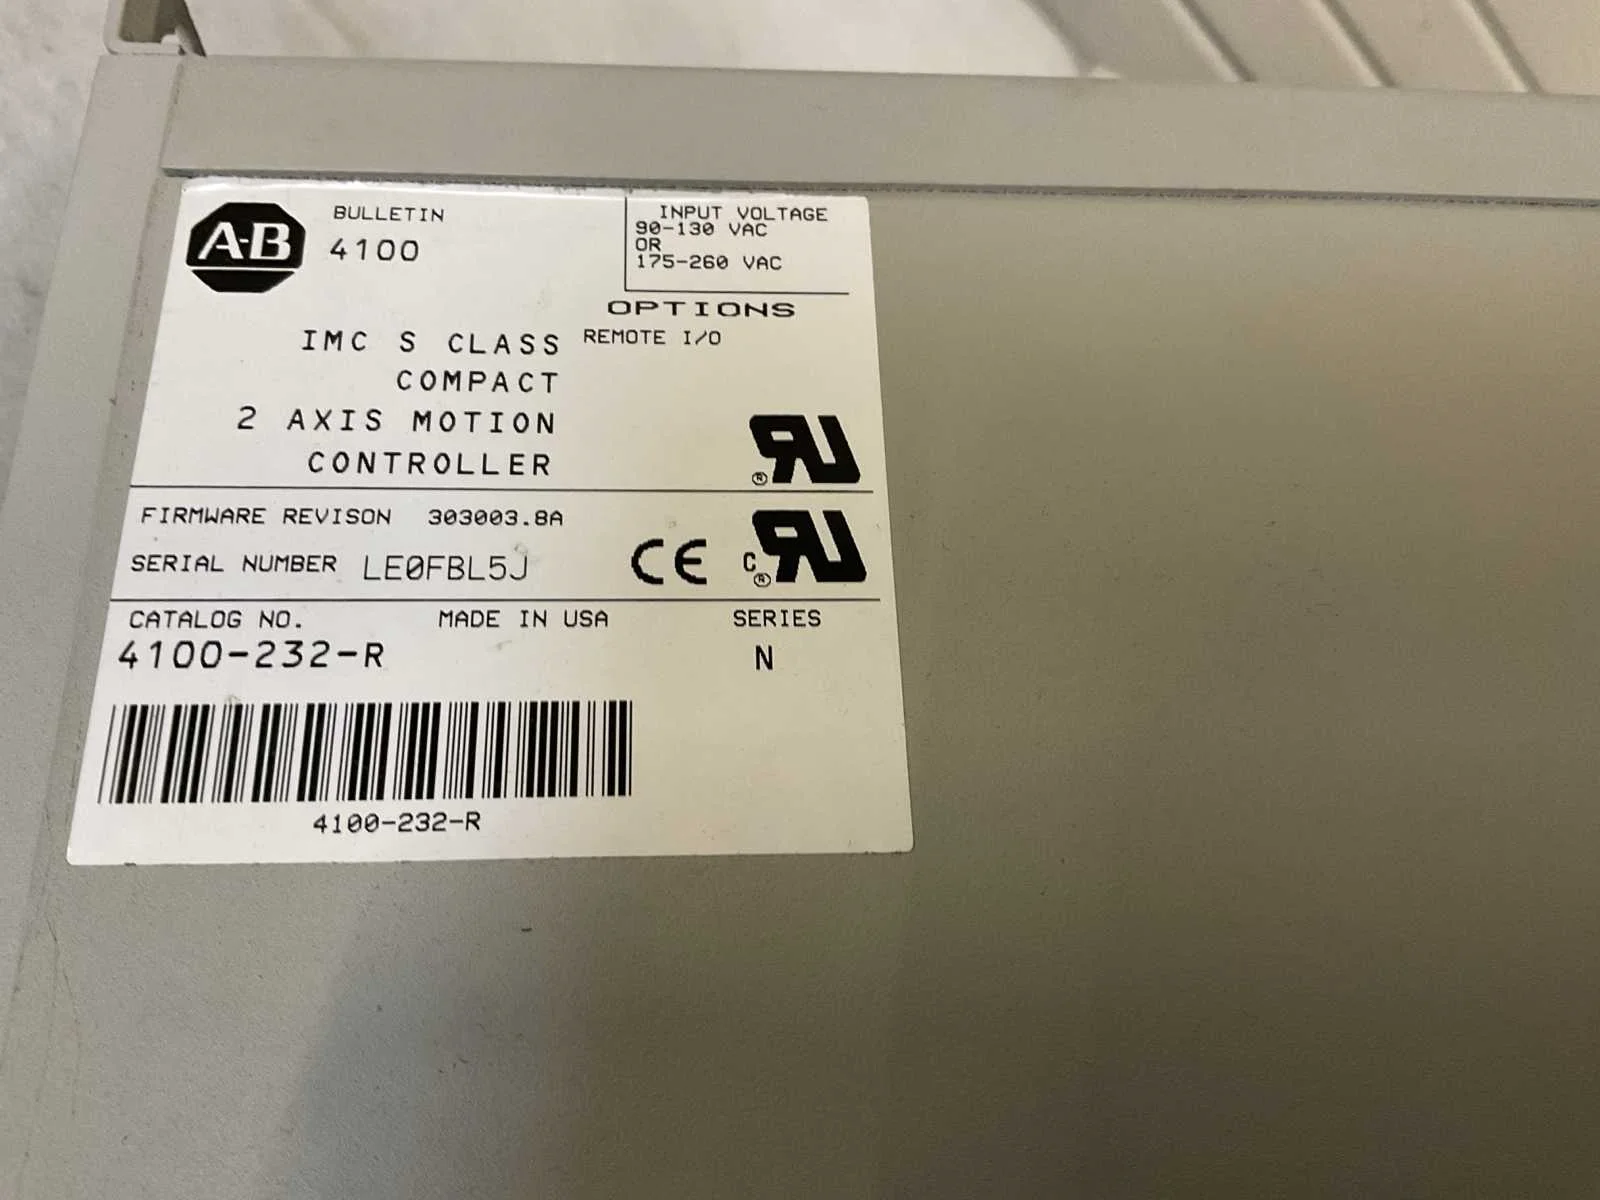 A-B
BULLETIN
4100
INPUT VOLTAGE
90-130 VAC
OR
175-260 VAC
OPTIONS
REMOTE I/O
IMC S CLASS
COMPACT
2 AXIS MOTION
CONTROLLER
FIRMWARE REVISON 303003.8A
SERIAL NUMBER LE0FBL5J
CE
C
CATALOG NO. MADE IN USA SERIES
4100-232-R N
4100-232-R